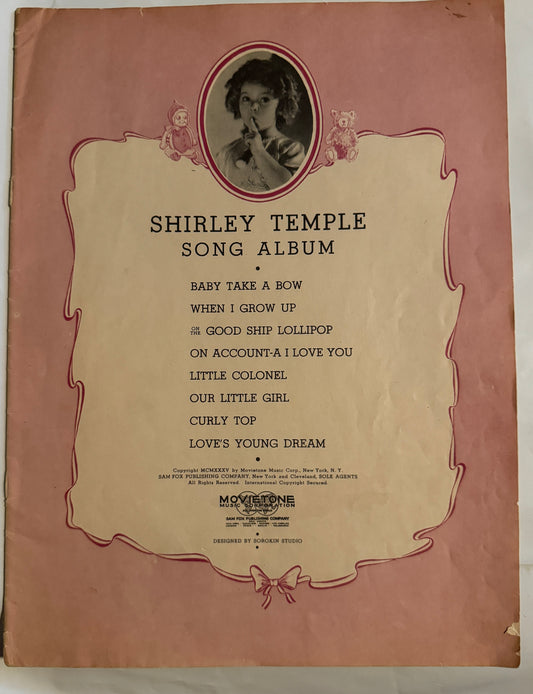 SHIRLEY TEMPLE
SONG ALBUM
BABY TAKE A BOW
WHEN I GROW UP
ON THE GOOD SHIP LOLLIPOP
ON ACCOUNT-A I LOVE YOU
LITTLE COLONEL
OUR LITTLE GIRL
CURLY TOP
LOVE'S YOUNG DREAM
Copyright MCMXXXV by Movietone Music Corp., New York, N. Y.
SAM FOX PUBLISHING COMPANY, New York and Cleveland, SOLE AGENTS
All Rights Reserved. International Copyright Secured.
MOVIETONE
MUSIC CORPORATION
SAM FOX PUBLISHING COMPANY
DESIGNED BY SOROKIN STUDIO